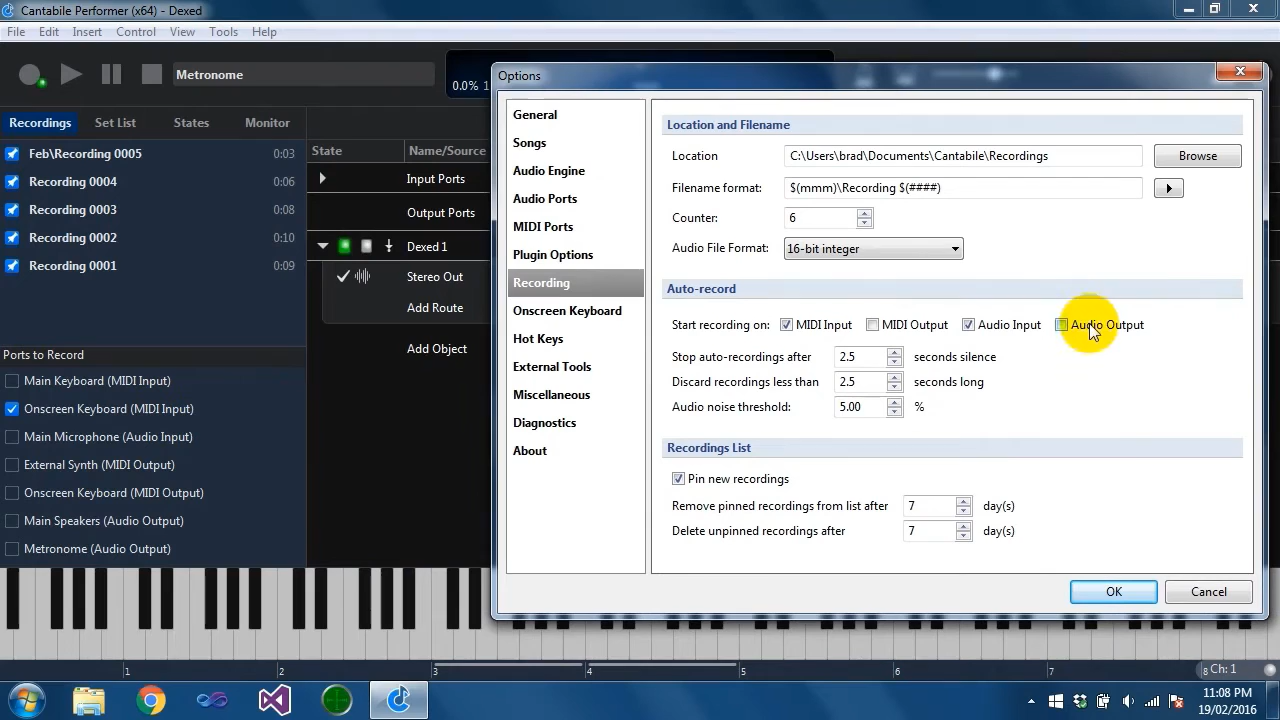 Cantabile Performer (x64) - Dexed
File Edit Insert Control View Tools Help
Metronome
0.0%
Recordings Set List States Monitor
Feb\Recording 0005 0:03
Recording 0004 0:06
Recording 0003 0:08
Recording 0002 0:10
Recording 0001 0:09
Ports to Record
Main Keyboard (MIDI Input)
Onscreen Keyboard (MIDI Input)
Main Microphone (Audio Input)
External Synth (MIDI Output)
Onscreen Keyboard (MIDI Output)
Main Speakers (Audio Output)
Metronome (Audio Output)
State Name/Source
Input Ports
Output Ports
Dexed 1
Stereo Out
Add Route
Add Object
Options
General
Songs
Audio Engine
Audio Ports
MIDI Ports
Plugin Options
Recording
Onscreen Keyboard
Hot Keys
External Tools
Miscellaneous
Diagnostics
About
Location and Filename
Location C:\Users\brad\Documents\Cantabile\Recordings Browse
Filename format: $(mmm)\Recording $(####)
Counter: 6
Audio File Format: 16-bit integer
Auto-record
Start recording on: MIDI Input MIDI Output Audio Input Audio Output
Stop auto-recordings after 2.5 seconds silence
Discard recordings less than 2.5 seconds long
Audio noise threshold: 5.00 %
Recordings List
Pin new recordings
Remove pinned recordings from list after 7 day(s)
Delete unpinned recordings after 7 day(s)
OK Cancel
1 2 3 4 5 6 7 8 Ch: 1
11:08 PM
19/02/2016